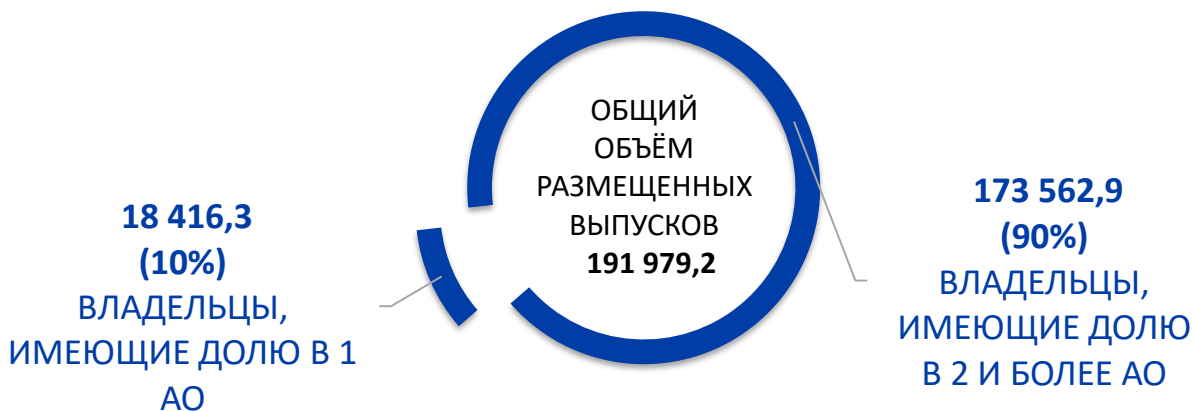 ОБЩИЙ
ОБЪЁМ
РАЗМЕЩЕННЫХ
ВЫПУСКОВ
191 979,2
18 416,3
(10%)
ВЛАДЕЛЬЦЫ,
ИМЕЮЩИЕ ДОЛЮ В 1
АО
173 562,9
(90%)
ВЛАДЕЛЬЦЫ,
ИМЕЮЩИЕ ДОЛЮ
В 2 И БОЛЕЕ АО